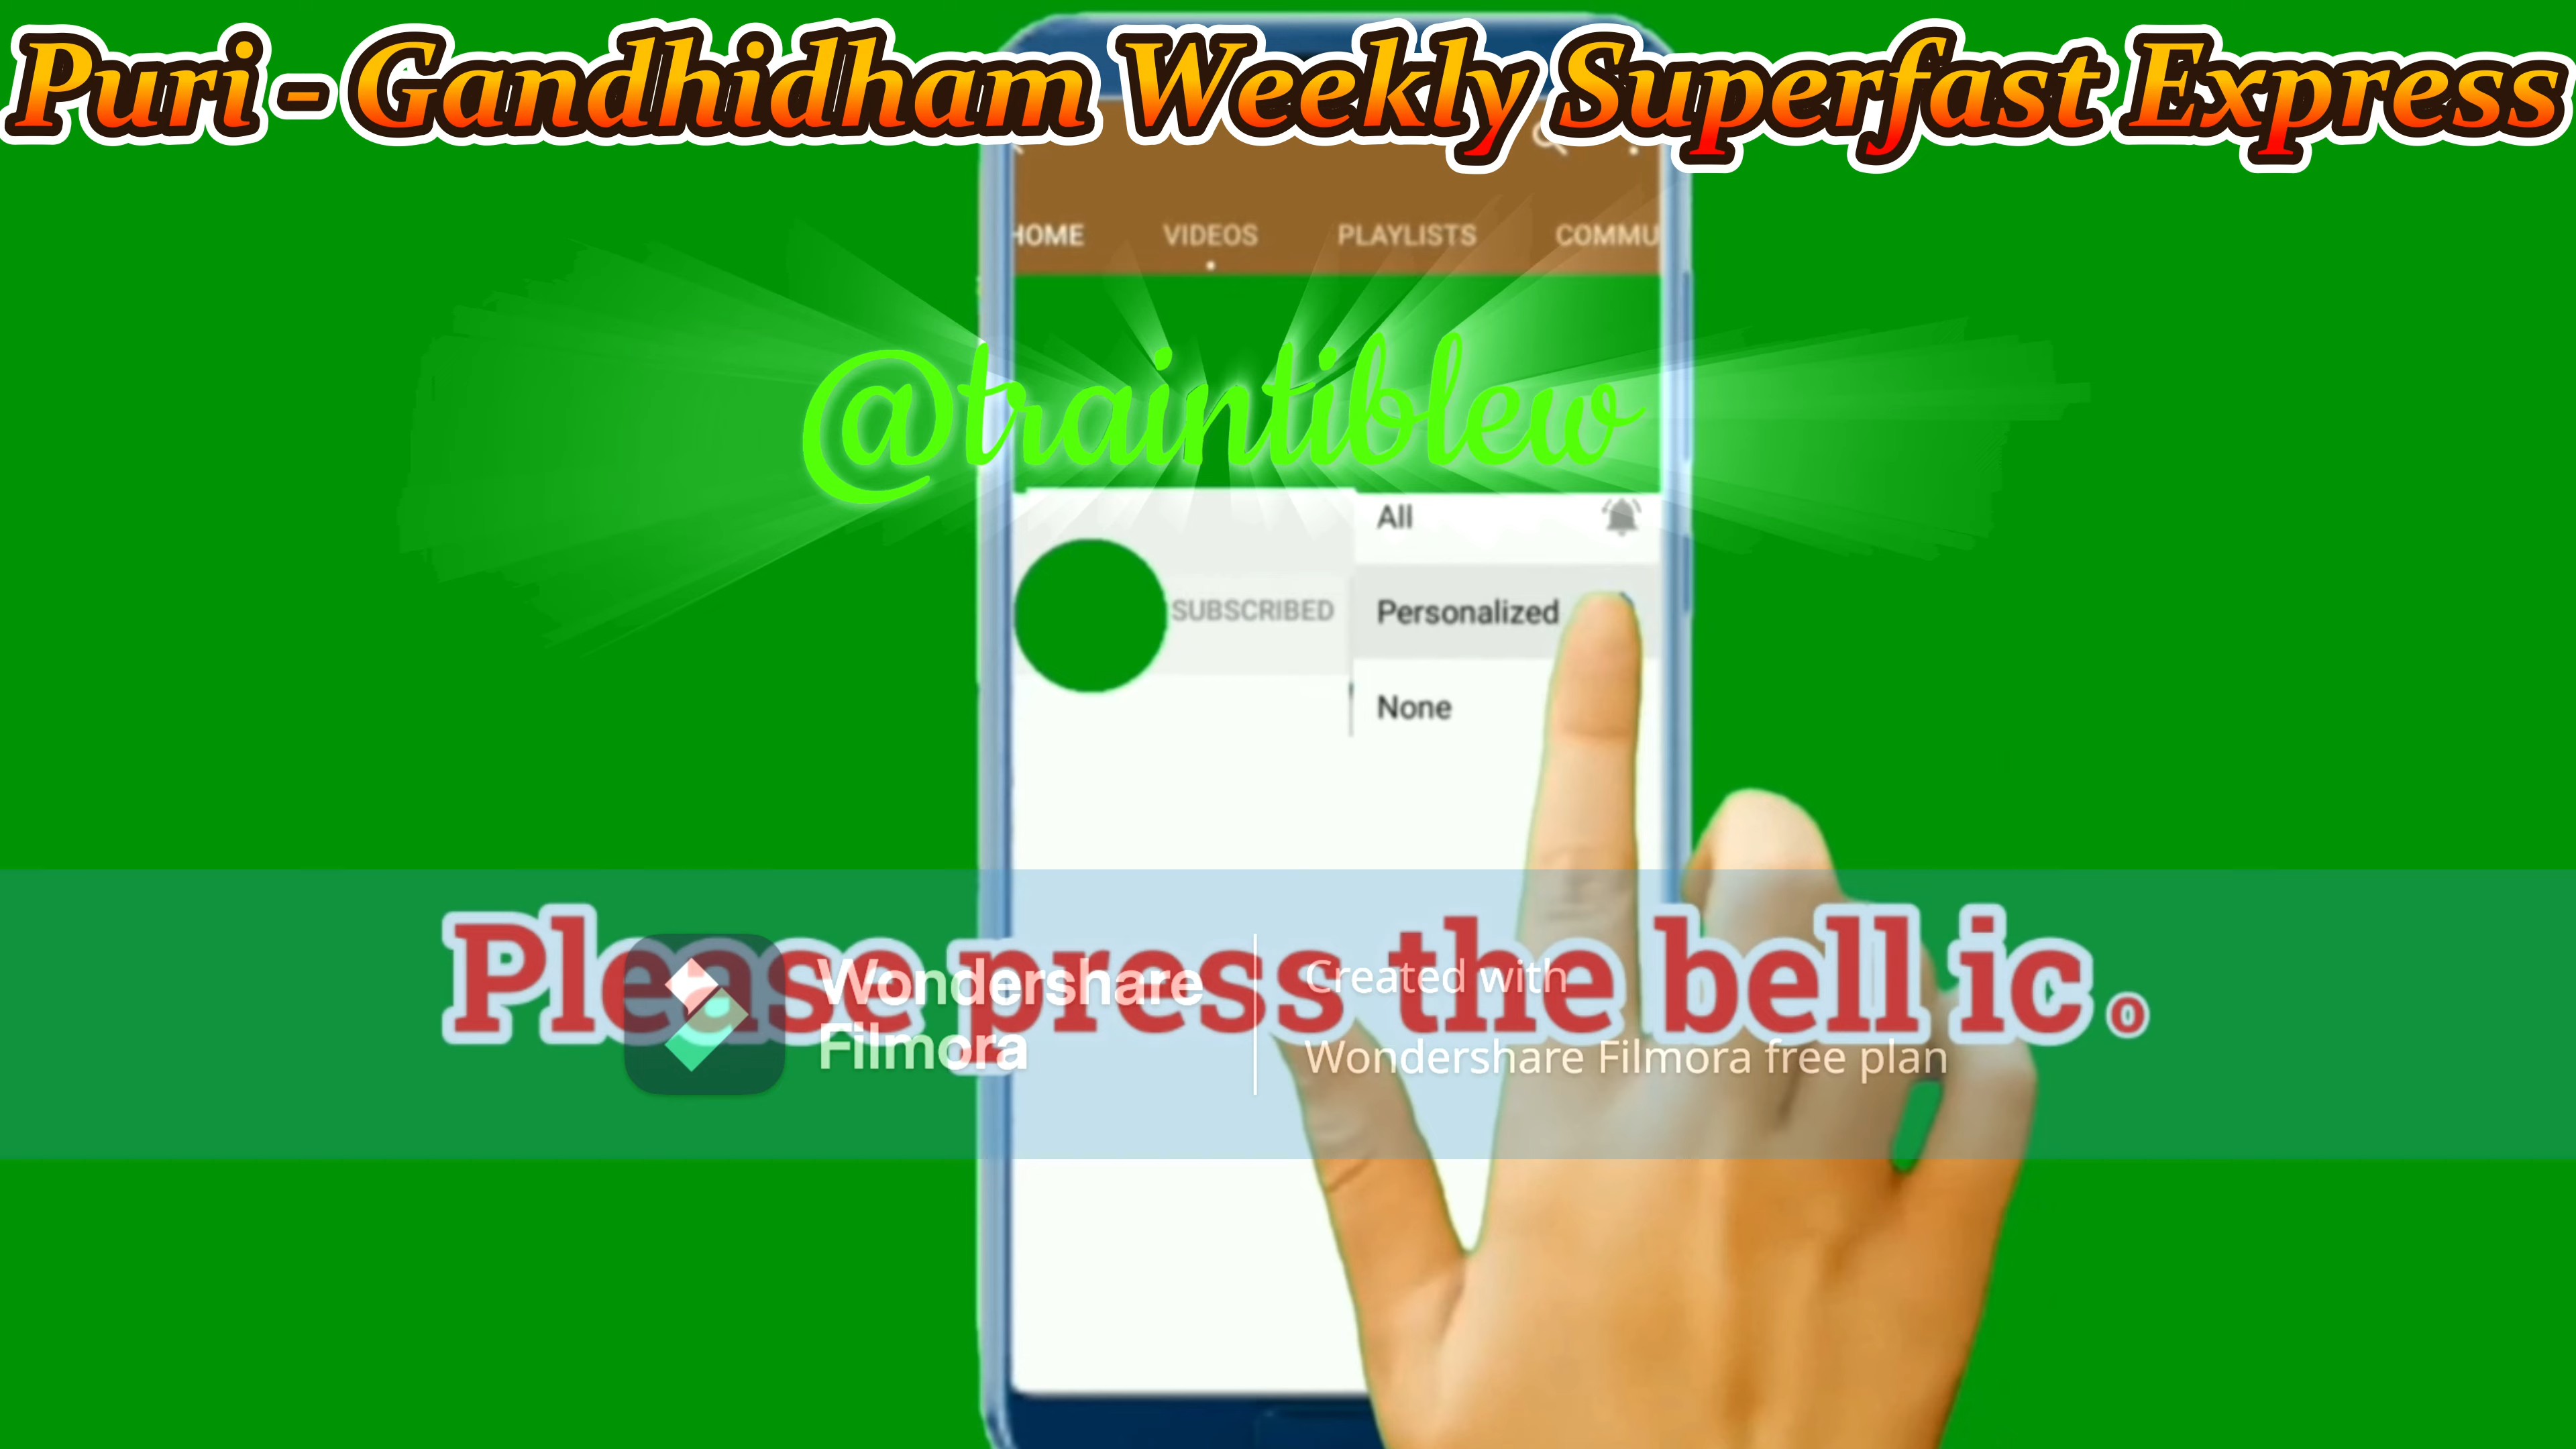 Puri - Gandhidham Weekly Superfast Express
HOME VIDEOS PLAYLISTS COMMU
@traintiblew
All
SUBSCRIBED
Personalized
None
Please press the bell ic o
Wondershare
Filmora
Created with
Wondershare Filmora free plan